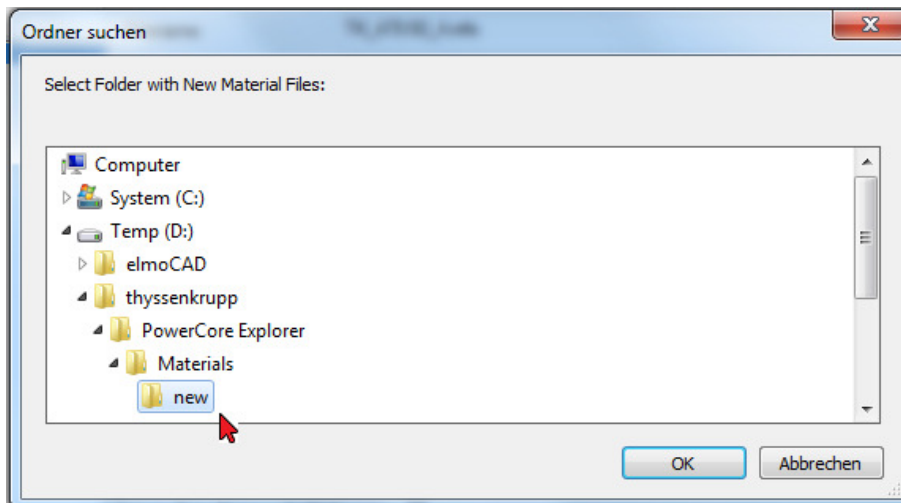 Ordner suchen
Select Folder with New Material Files:
Computer
System (C:)
Temp (D:)
elmoCAD
thyssenkrupp
PowerCore Explorer
Materials
new
OK Abbrechen